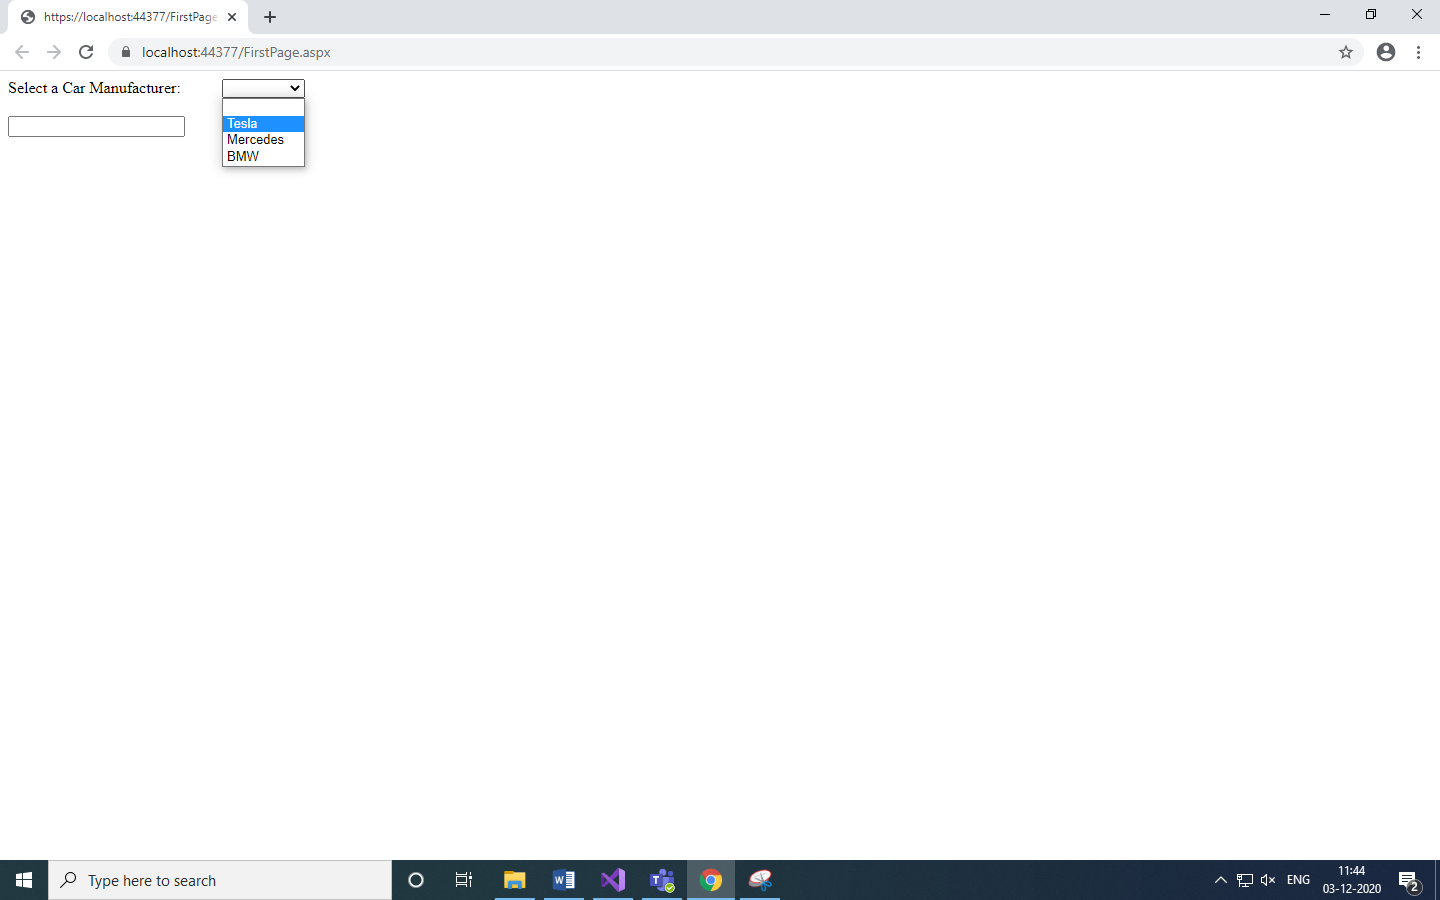 https://localhost:44377/FirstPage
localhost:44377/FirstPage.aspx
Select a Car Manufacturer:
Tesla
Mercedes
BMW
Type here to search
W
T
ENG
11:44
03-12-2020
2